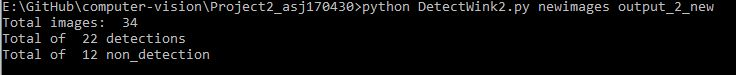 E:\GitHub\computer-vision\Project2_asj170430>python DetectWink2.py newimages output_2_new
Total images:  34
Total of  22 detections
Total of  12 non_detection